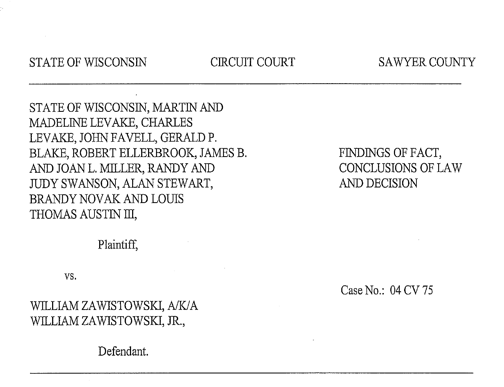 STATE OF WISCONSIN CIRCUIT COURT SAWYER COUNTY
STATE OF WISCONSIN, MARTIN AND
MADELINE LEVAKE, CHARLES
LEVAKE, JOHN FAVELL, GERALD P.
BLAKE, ROBERT ELLERBROOK, JAMES B.
AND JOAN L. MILLER, RANDY AND
JUDY SWANSON, ALAN STEWART,
BRANDY NOVAK AND LOUIS
THOMAS AUSTIN III,
FINDINGS OF FACT,
CONCLUSIONS OF LAW
AND DECISION
Plaintiff,
vs.
Case No.: 04 CV 75
WILLIAM ZAWISTOWSKI, A/K/A
WILLIAM ZAWISTOWSKI, JR.,
Defendant.